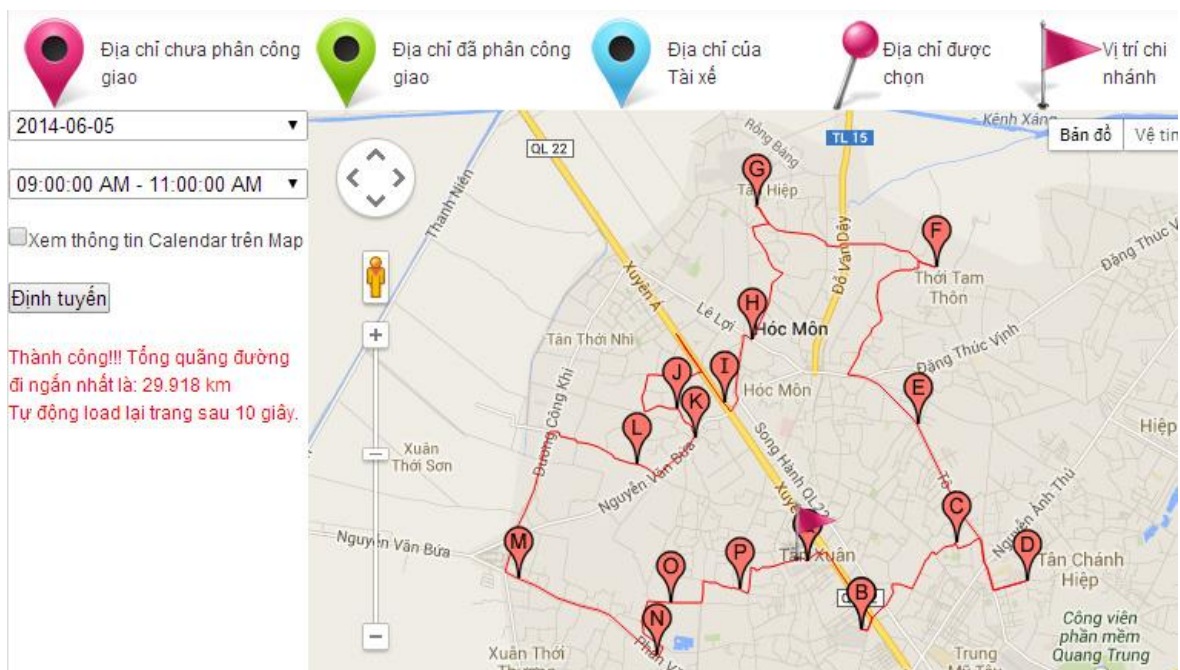 Địa chỉ chưa phân công
giao
Địa chỉ đã phân công
giao
Địa chỉ của
Tài xế
Địa chỉ được
chọn
Vị trí chi
nhánh
2014-06-05
09:00:00 AM - 11:00:00 AM
Xem thông tin Calendar trên Map
Định tuyến
Thành công!!! Tổng quãng đường
đi ngắn nhất là: 29.918 km
Tự động load lại trang sau 10 giây.
Kênh Xáng
Bản đồ
Vệ tin
QL 22
TL 15
Rỗng Bàng
Thanh Niên
G
Tân Hiệp
F
Thới Tam
Thôn
Đặng Thúc
Đỗ Văn Dậy
Xuyên Á
H
Lê Lợi
Hóc Môn
Tân Thới Nhì
Đặng Thúc Vịnh
I
J
K
Hóc Môn
E
L
Dương Công Khi
Xuân
Thới Sơn
Nguyễn Văn Bứa
Song Hành QL22
Hiệp
Tô
C
Nguyễn Ảnh Thủ
Nguyễn Văn Bứa
M
Tân Xuân
P
O
D
Tân Chánh
Hiệp
B
N
Công viên
phần mềm
Quang Trung
Xuân Thới
Trung